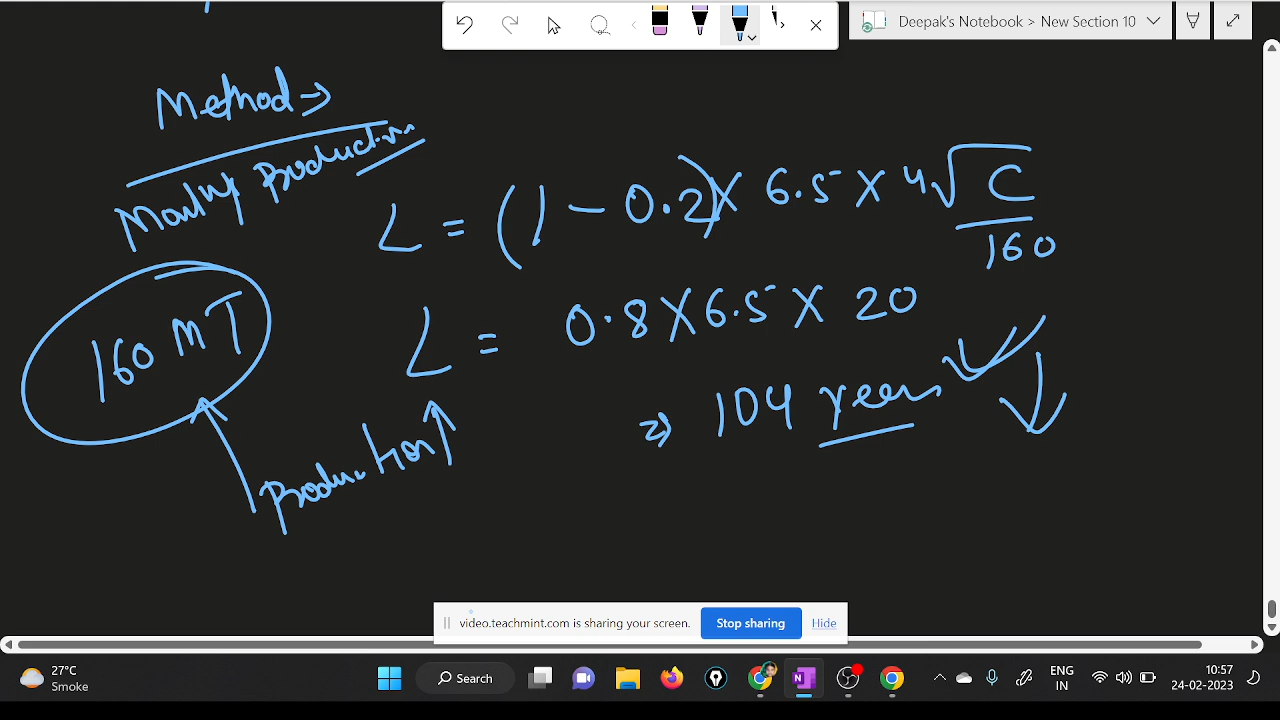 Deepak's Notebook > New Section 10
Method →
Production
L = (1 - 0.2) X 6.5 X 4√C/160
160 MT
L = 0.8 X 6.5 X 20
⇒ 104 years
Production
video.teachmint.com is sharing your screen. Stop sharing Hide
27°C
Smoke
Search
ENG
IN
10:57
24-02-2023